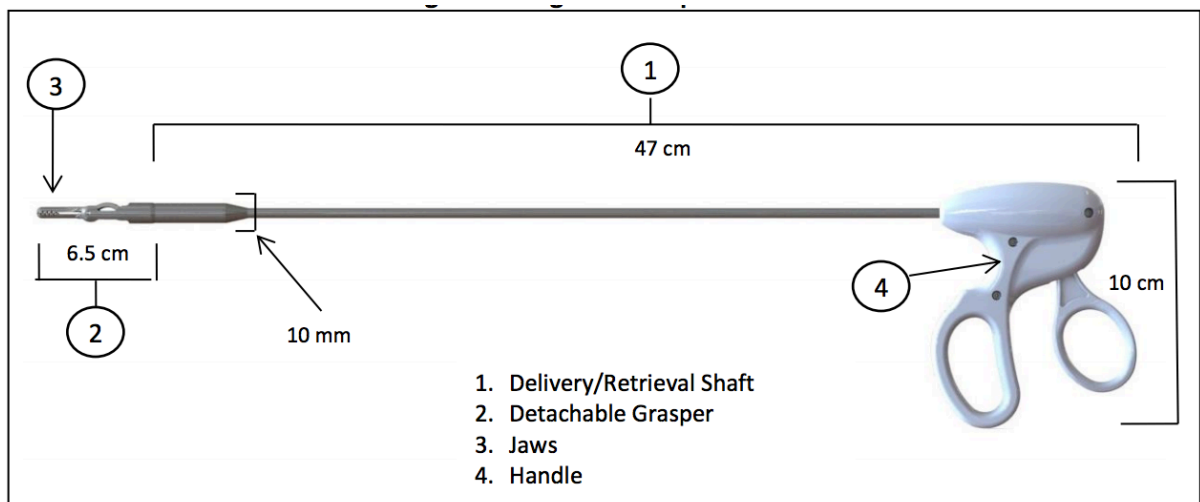 3
1
47 cm
6.5 cm
2
10 mm
4
10 cm
1. Delivery/Retrieval Shaft
2. Detachable Grasper
3. Jaws
4. Handle